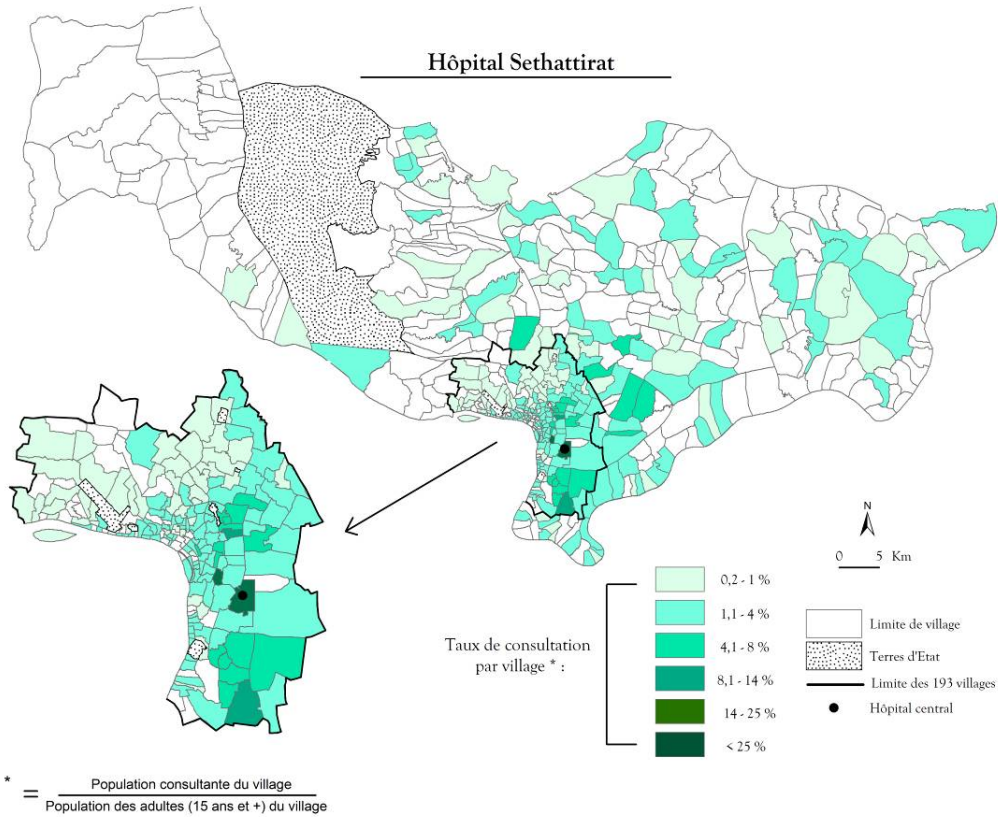 Hôpital Sethattirat
N
0 5 Km
Taux de consultation
par village * :
0,2 - 1 %
1,1 - 4 %
4,1 - 8 %
8,1 - 14 %
14 - 25 %
< 25 %
Limite de village
Terres d'Etat
Limite des 193 villages
Hôpital central
* = Population consultante du village
Population des adultes (15 ans et +) du village